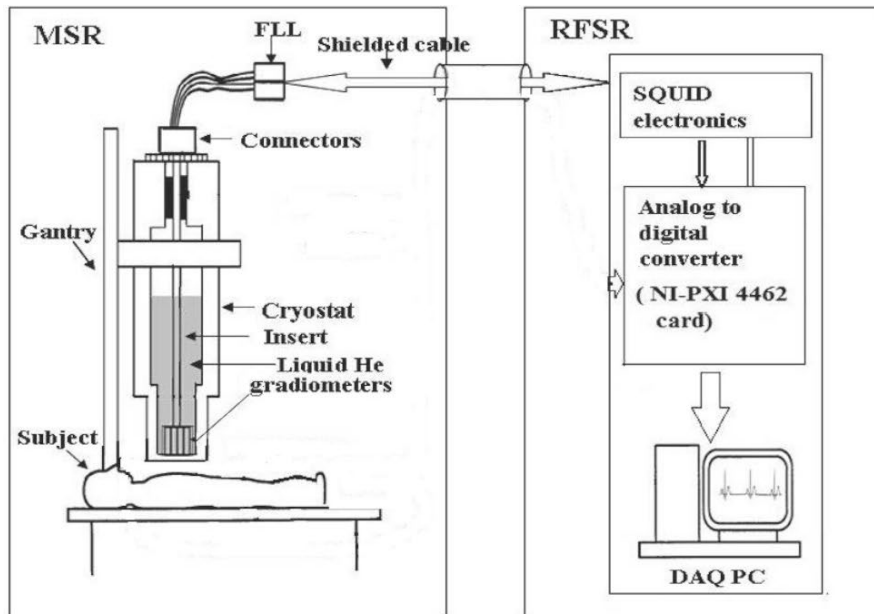 MSR
FLL
Shielded cable
Connectors
Gantry
Cryostat
Insert
Liquid He
gradiometers
Subject
RFSR
SQUID
electronics
Analog to
digital
converter
( NI-PXI 4462
card)
DAQ PC